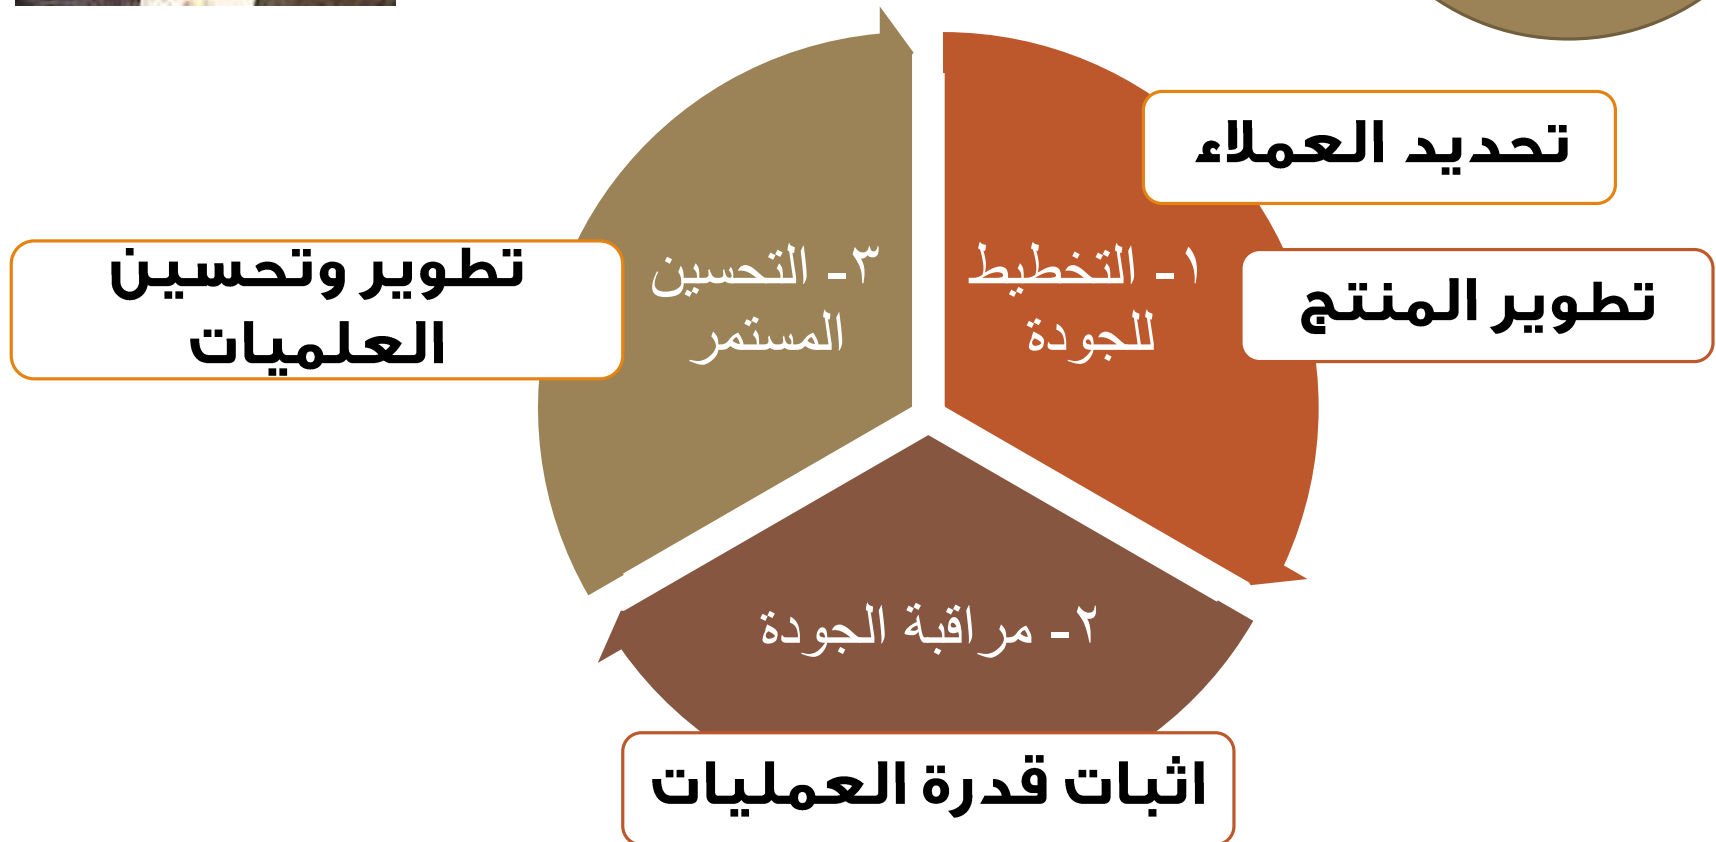 تحديد العملاء
١- التخطيط
للجودة
تطوير المنتج
٢- مراقبة الجودة
اثبات قدرة العمليات
٣- التحسين
المستمر
تطوير وتحسين
العلميات